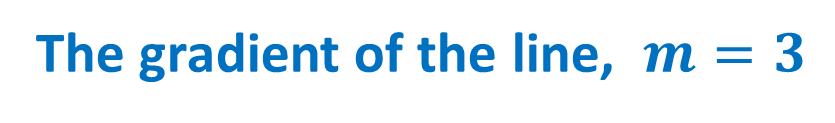 The gradient of the line, m = 3